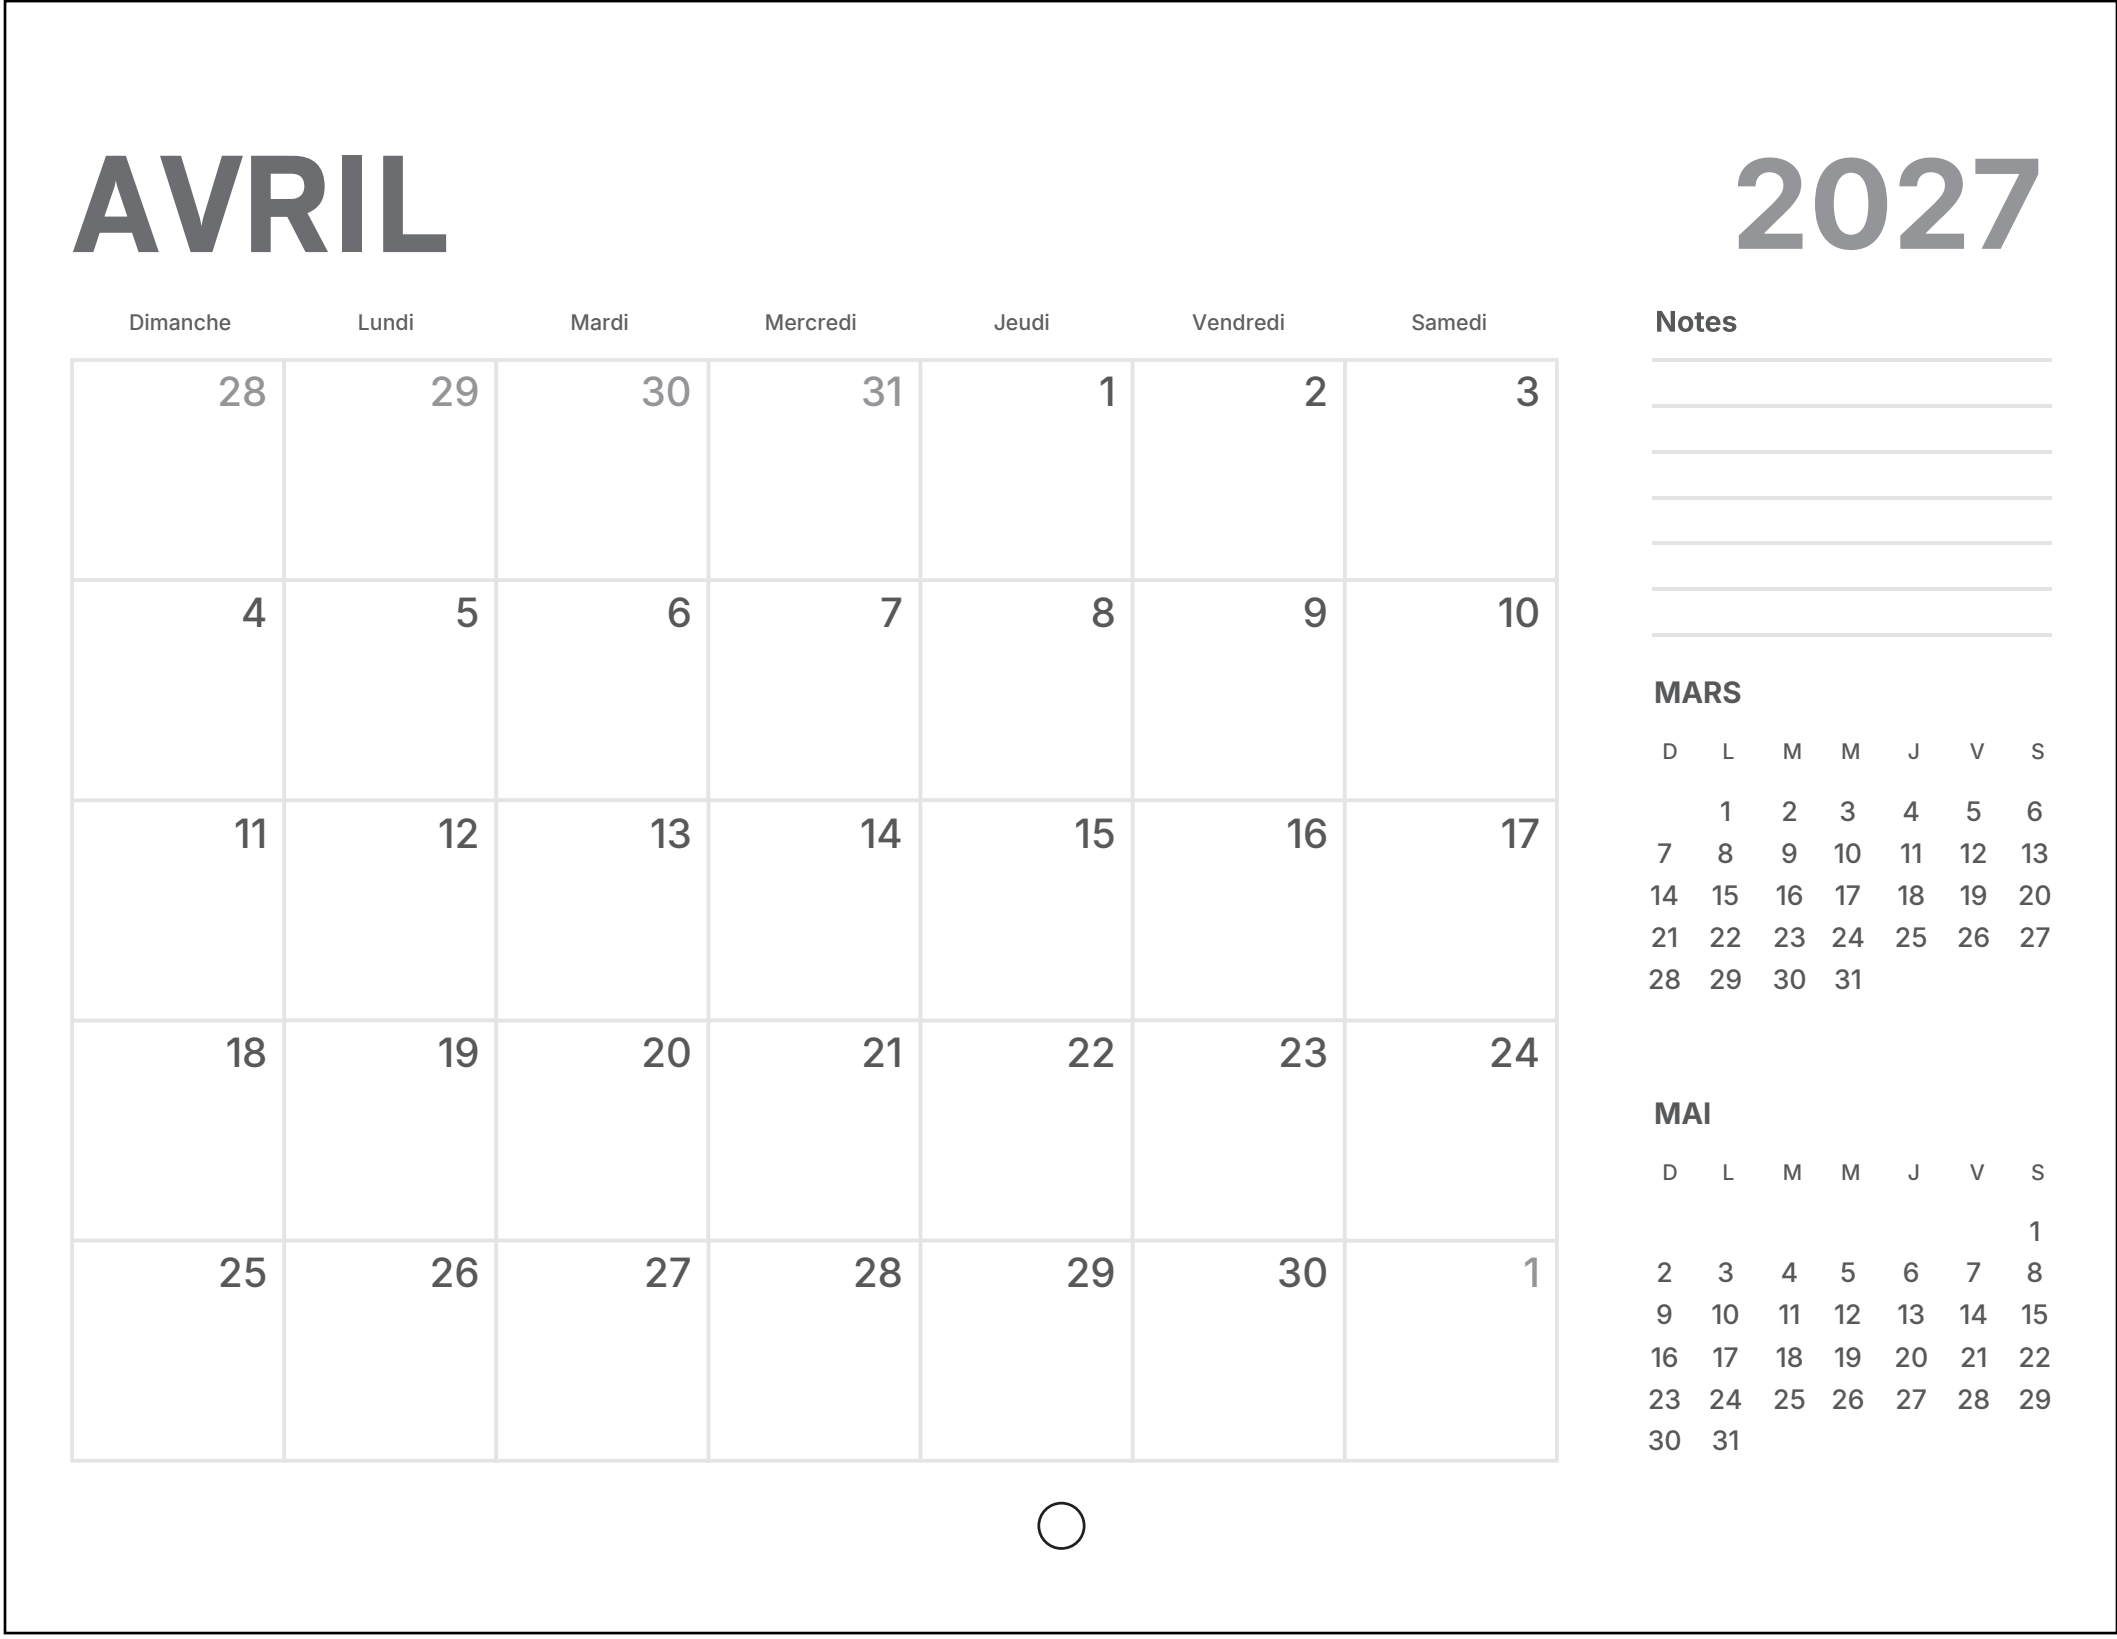 AVRIL 2027
Dimanche Lundi Mardi Mercredi Jeudi Vendredi Samedi
28 29 30 31 1 2 3
4 5 6 7 8 9 10
11 12 13 14 15 16 17
18 19 20 21 22 23 24
25 26 27 28 29 30 1
Notes
MARS
D L M M J V S
1 2 3 4 5 6
7 8 9 10 11 12 13
14 15 16 17 18 19 20
21 22 23 24 25 26 27
28 29 30 31
MAI
D L M M J V S
1
2 3 4 5 6 7 8
9 10 11 12 13 14 15
16 17 18 19 20 21 22
23 24 25 26 27 28 29
30 31